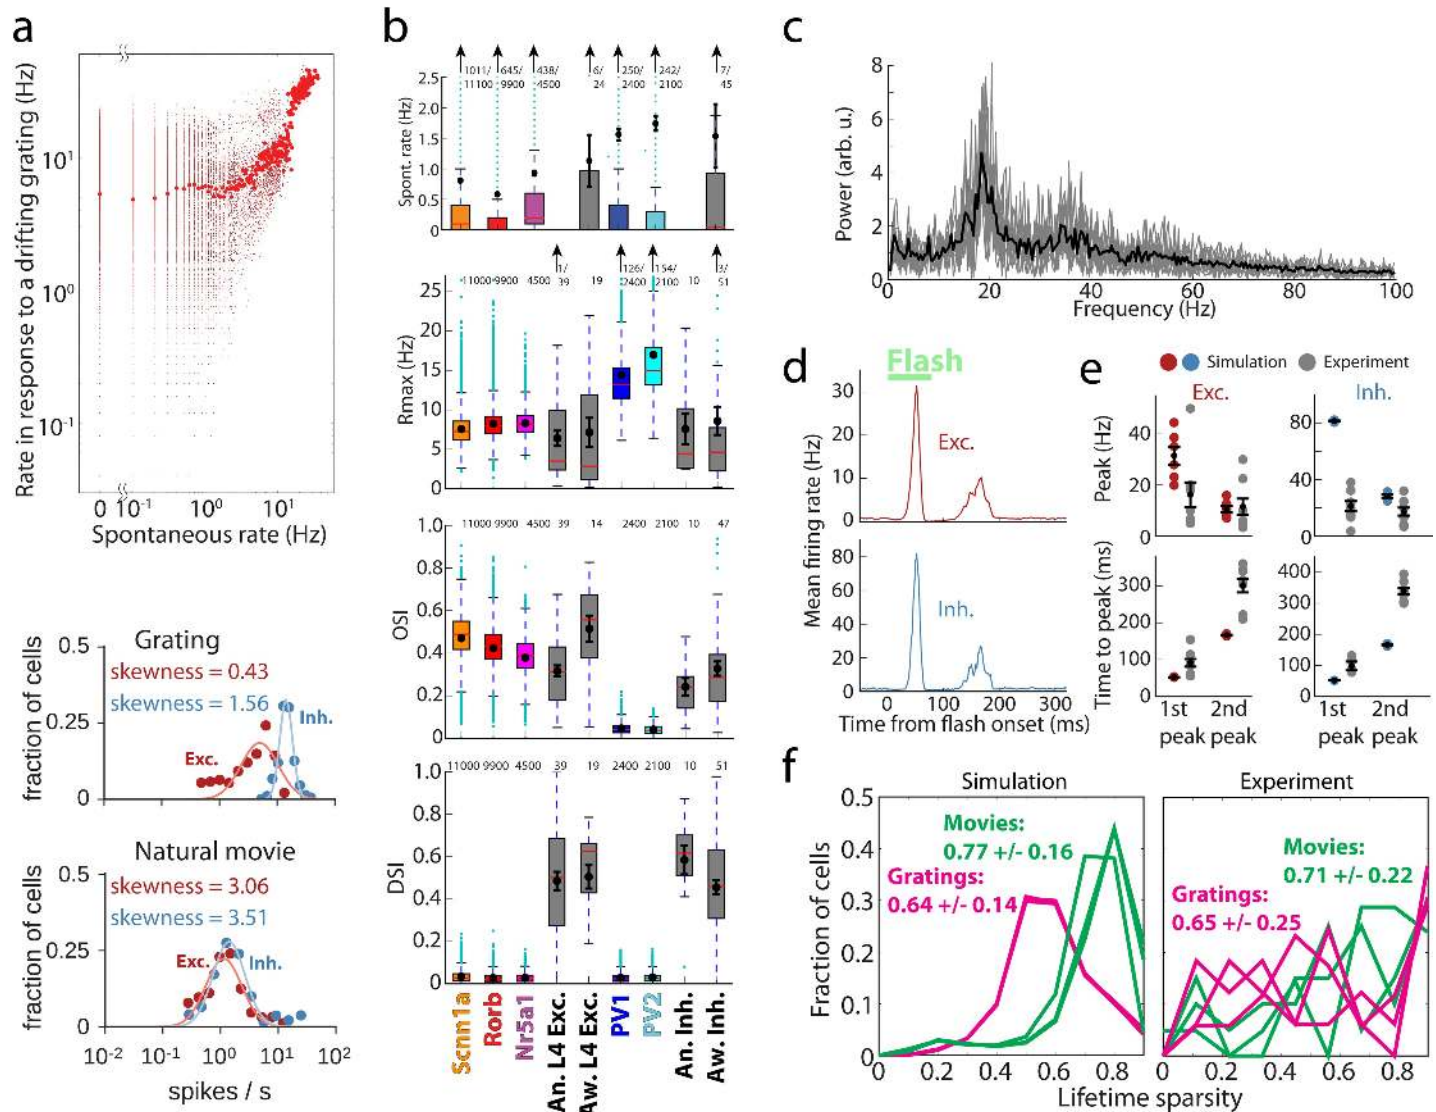 a
Rate in response to a drifting grating (Hz)
10^1
10^0
10^-1
0 10^-1 10^0 10^1
Spontaneous rate (Hz)
Grating
skewness = 0.43
skewness = 1.56
Exc.
Inh.
fraction of cells
0.5
0.25
0
Natural movie
skewness = 3.06
skewness = 3.51
Exc.
Inh.
fraction of cells
0.5
0.25
0
10^-2 10^-1 10^0 10^1 10^2
spikes / s
b
1011/ 645/ 438/ 6/ 250/ 242/ 7/
11100 9900 4500 24 2400 2100 45
Spont. rate (Hz)
2.5
2.0
1.5
1.0
0.5
0
1/ 126/ 154/ 3/
11000 9900 4500 39 19 2400 2100 10 51
Rmax (Hz)
25
20
15
10
5
0
11000 9900 4500 39 14 2400 2100 10 47
OSI
1.0
0.8
0.6
0.4
0.2
0
11000 9900 4500 39 19 2400 2100 10 51
DSI
1.0
0.8
0.6
0.4
0.2
0
Scnn1a
Rorb
Nr5a1
An. L4 Exc.
Aw. L4 Exc.
PV1
PV2
An. Inh.
Aw. Inh.
c
Power (arb. u.)
8
6
4
2
0
0 20 40 60 80 100
Frequency (Hz)
d
Flash
Mean firing rate (Hz)
30
20
10
0
Exc.
80
60
40
20
0
Inh.
0 100 200 300
Time from flash onset (ms)
e
Simulation Experiment
Exc.
Inh.
Peak (Hz)
40
20
0
80
40
0
Time to peak (ms)
300
200
100
0
400
300
200
100
0
1st 2nd
peak peak
1st 2nd
peak peak
f
Simulation
Experiment
Fraction of cells
0.5
0.4
0.3
0.2
0.1
0
Movies:
0.77 +/- 0.16
Gratings:
0.64 +/- 0.14
Movies:
0.71 +/- 0.22
Gratings:
0.65 +/- 0.25
0 0.2 0.4 0.6 0.8
0 0.2 0.4 0.6 0.8
Lifetime sparsity